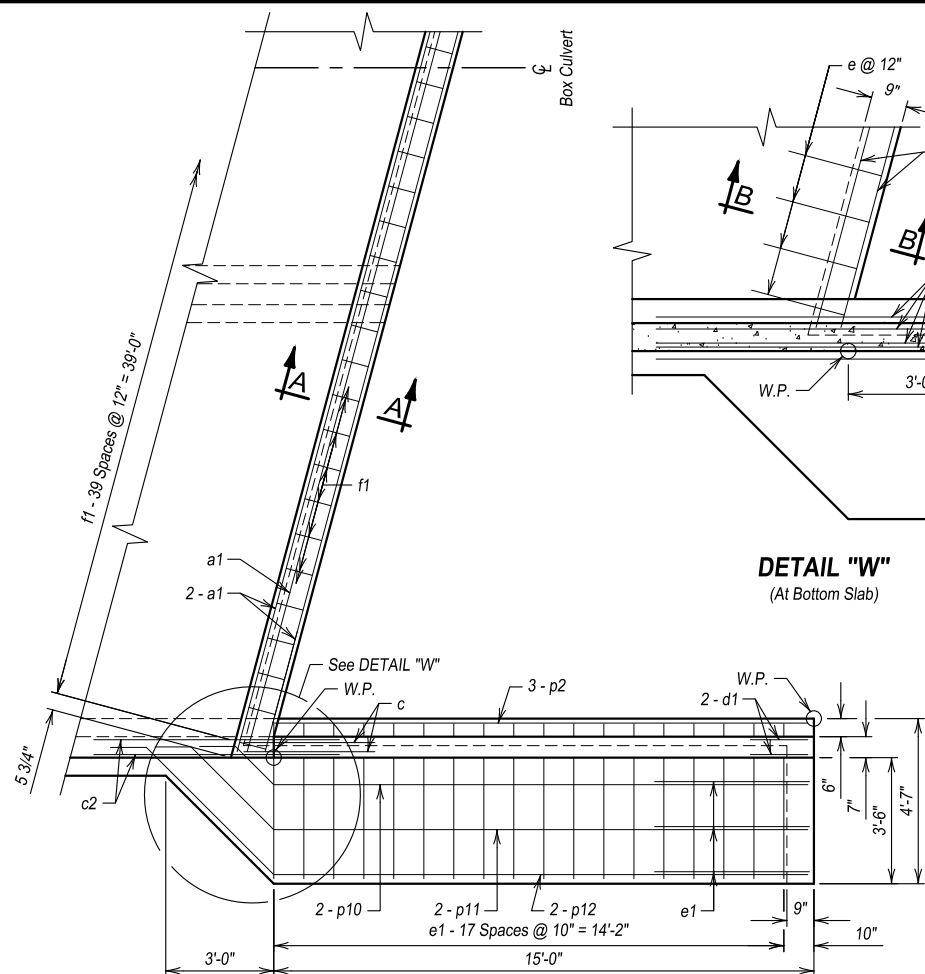 ℄
Box Culvert
e @ 12"
9"
B
B
f1 - 39 Spaces @ 12" = 39'-0"
A
A
W.P.
f1
a1
2 - a1
DETAIL "W"
(At Bottom Slab)
See DETAIL "W"
W.P.
c
3 - p2
W.P.
2 - d1
5 3/4"
c2
6"
7"
3'-6"
4'-7"
2 - p10
2 - p11
2 - p12
e1
9"
e1 - 17 Spaces @ 10" = 14'-2"
10"
3'-0"
15'-0"